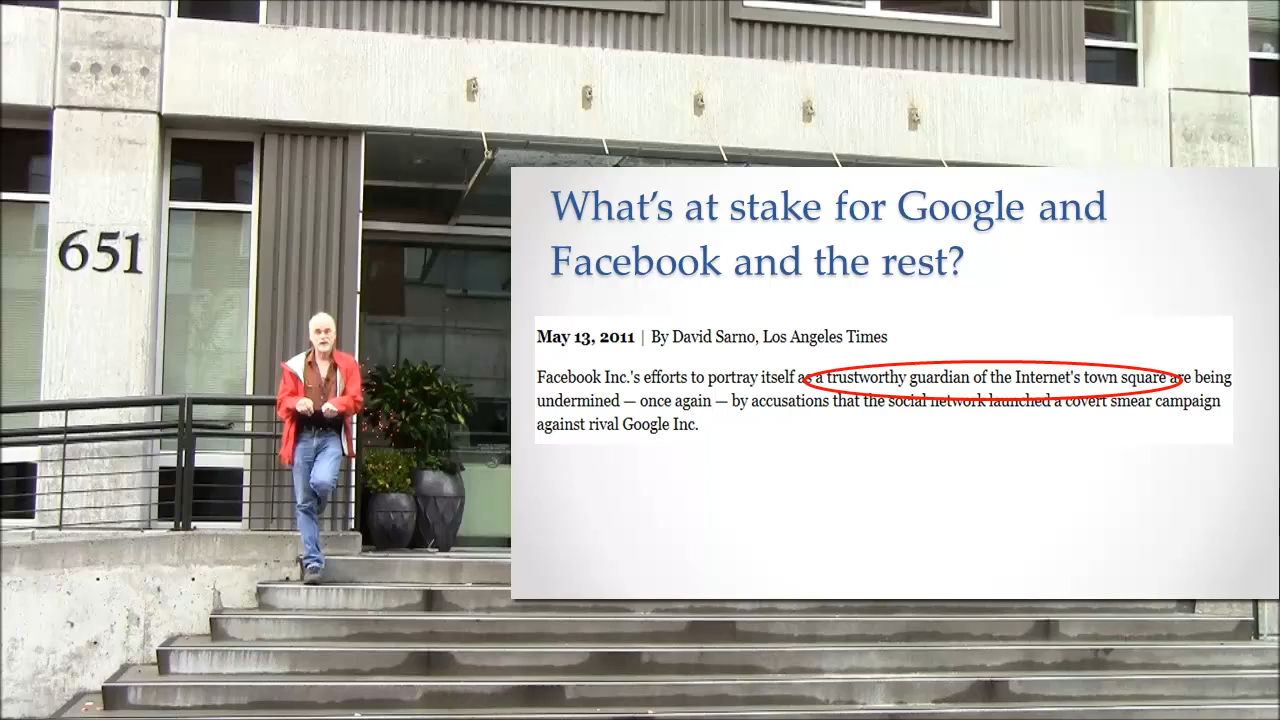 651
What's at stake for Google and
Facebook and the rest?
May 13, 2011 | By David Sarno, Los Angeles Times
Facebook Inc.'s efforts to portray itself as a trustworthy guardian of the Internet's town square are being
undermined — once again — by accusations that the social network launched a covert smear campaign
against rival Google Inc.